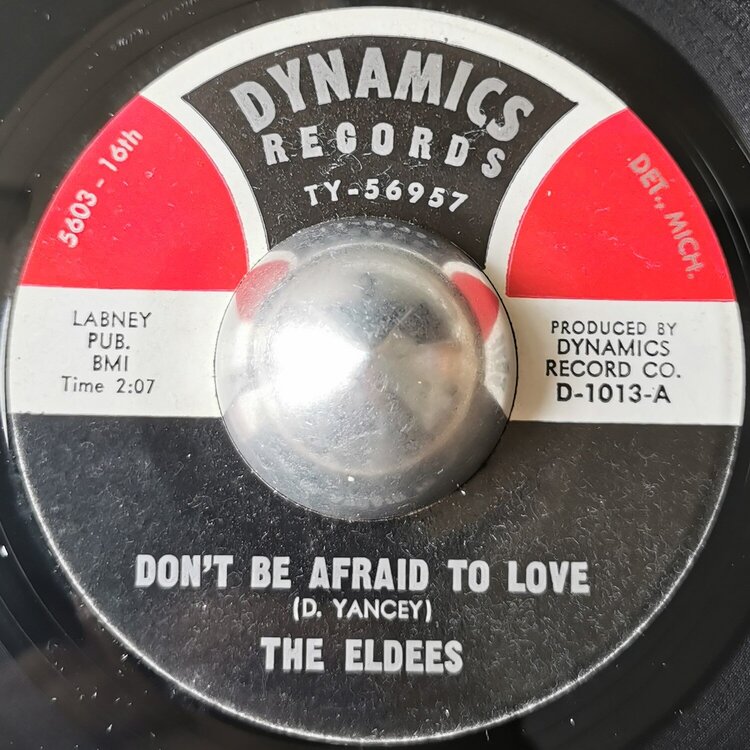 DYNAMICS
RECORDS
TY-56957
5603 - 16th
DET., MICH.
LABNEY
PUB.
BMI
Time 2:07
PRODUCED BY
DYNAMICS
RECORD CO.
D-1013-A
DON'T BE AFRAID TO LOVE
(D. YANCEY)
THE ELDEES